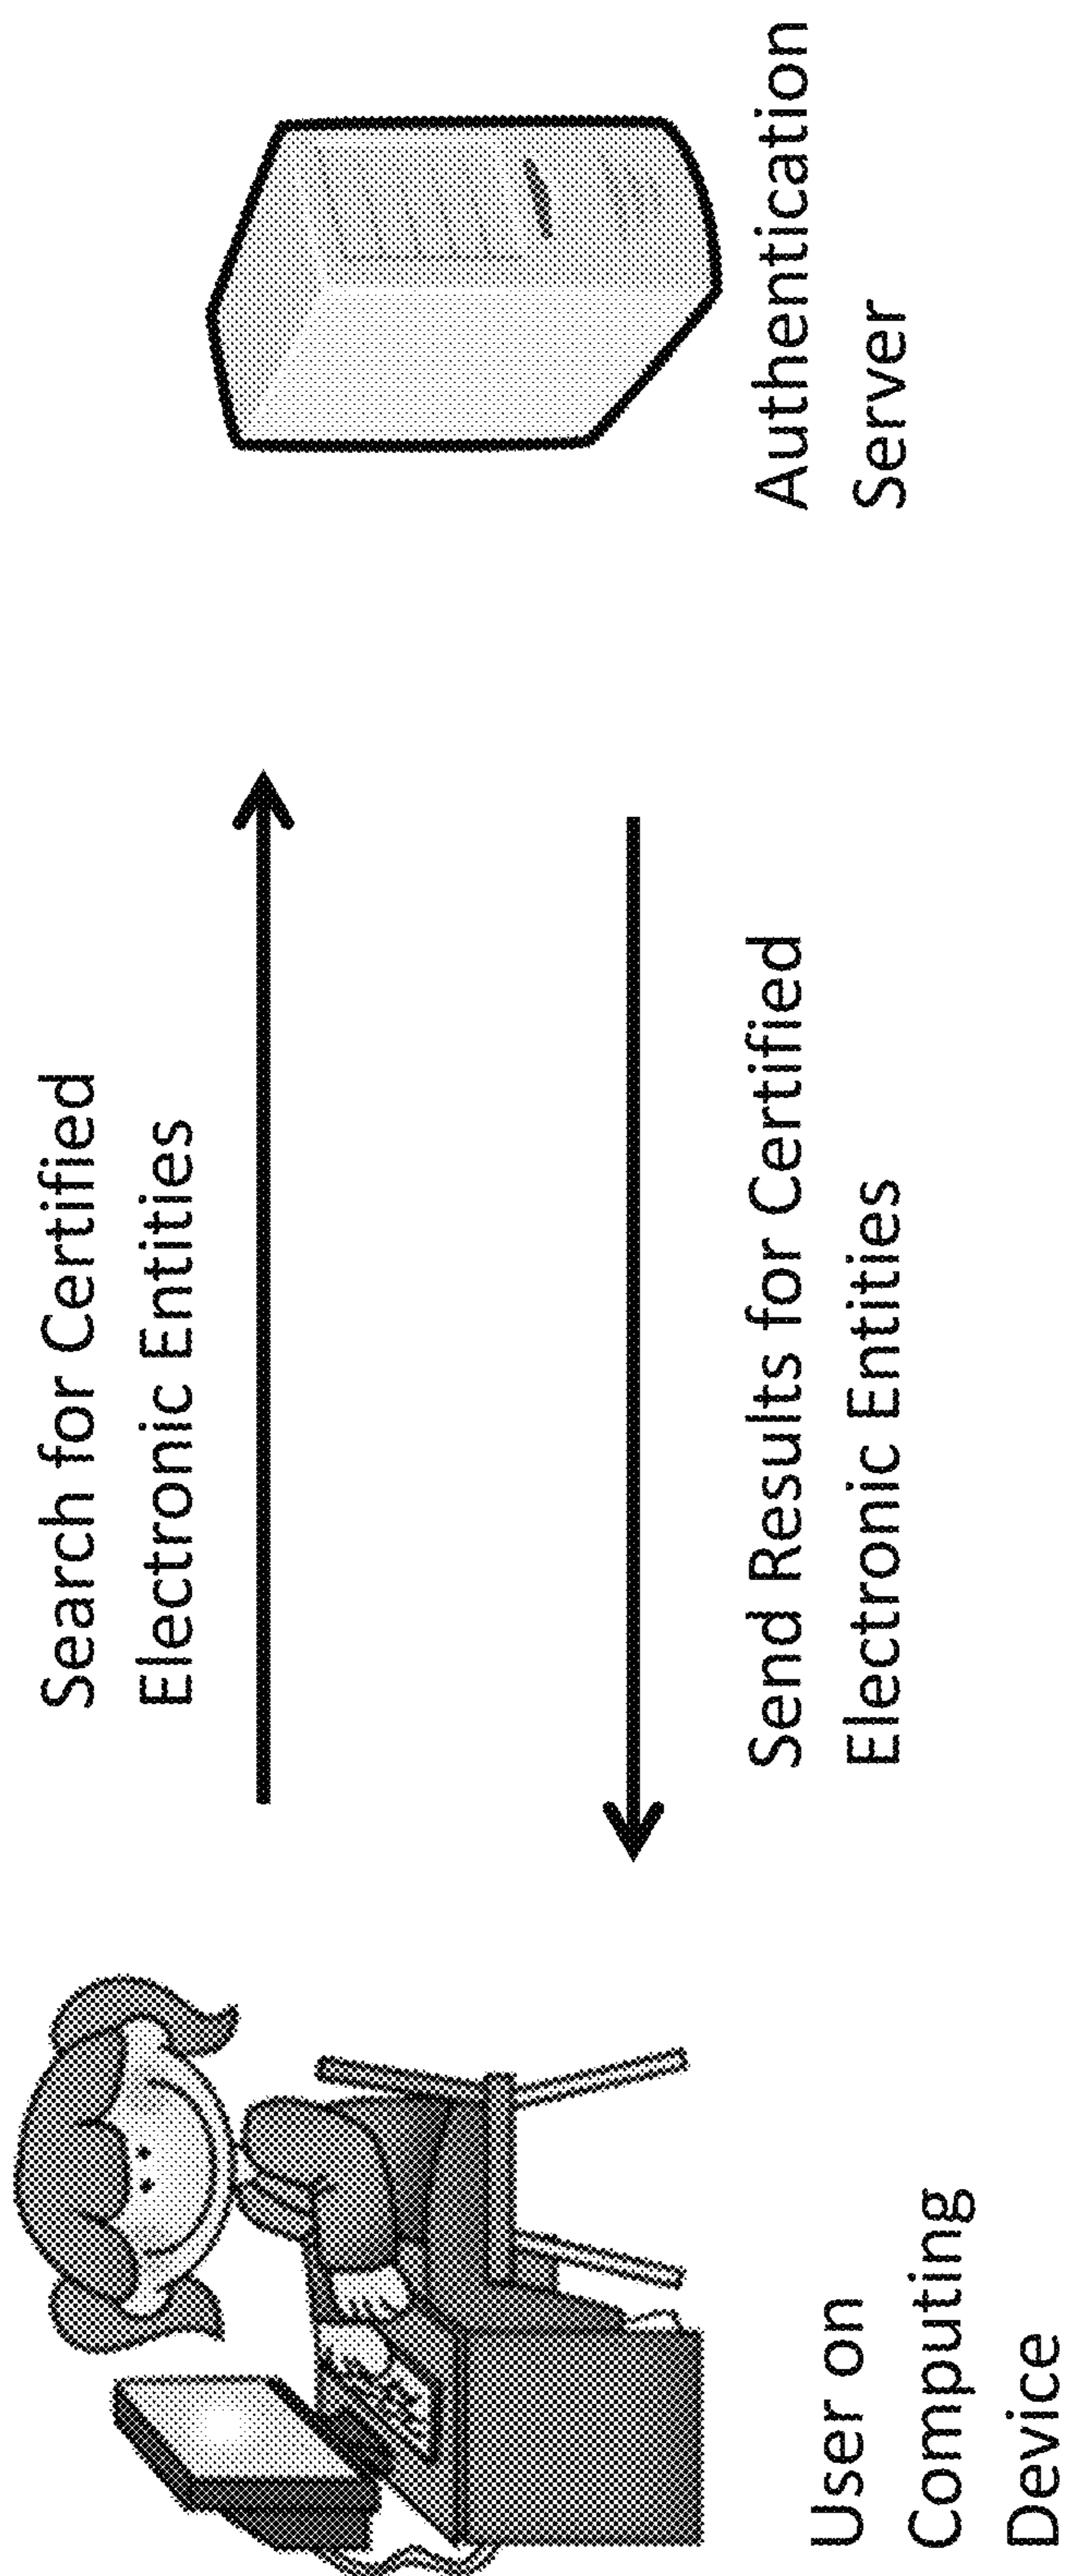 Search for Certified
Electronic Entities
Send Results for Certified
Electronic Entities
User on
Computing
Device
Authentication
Server